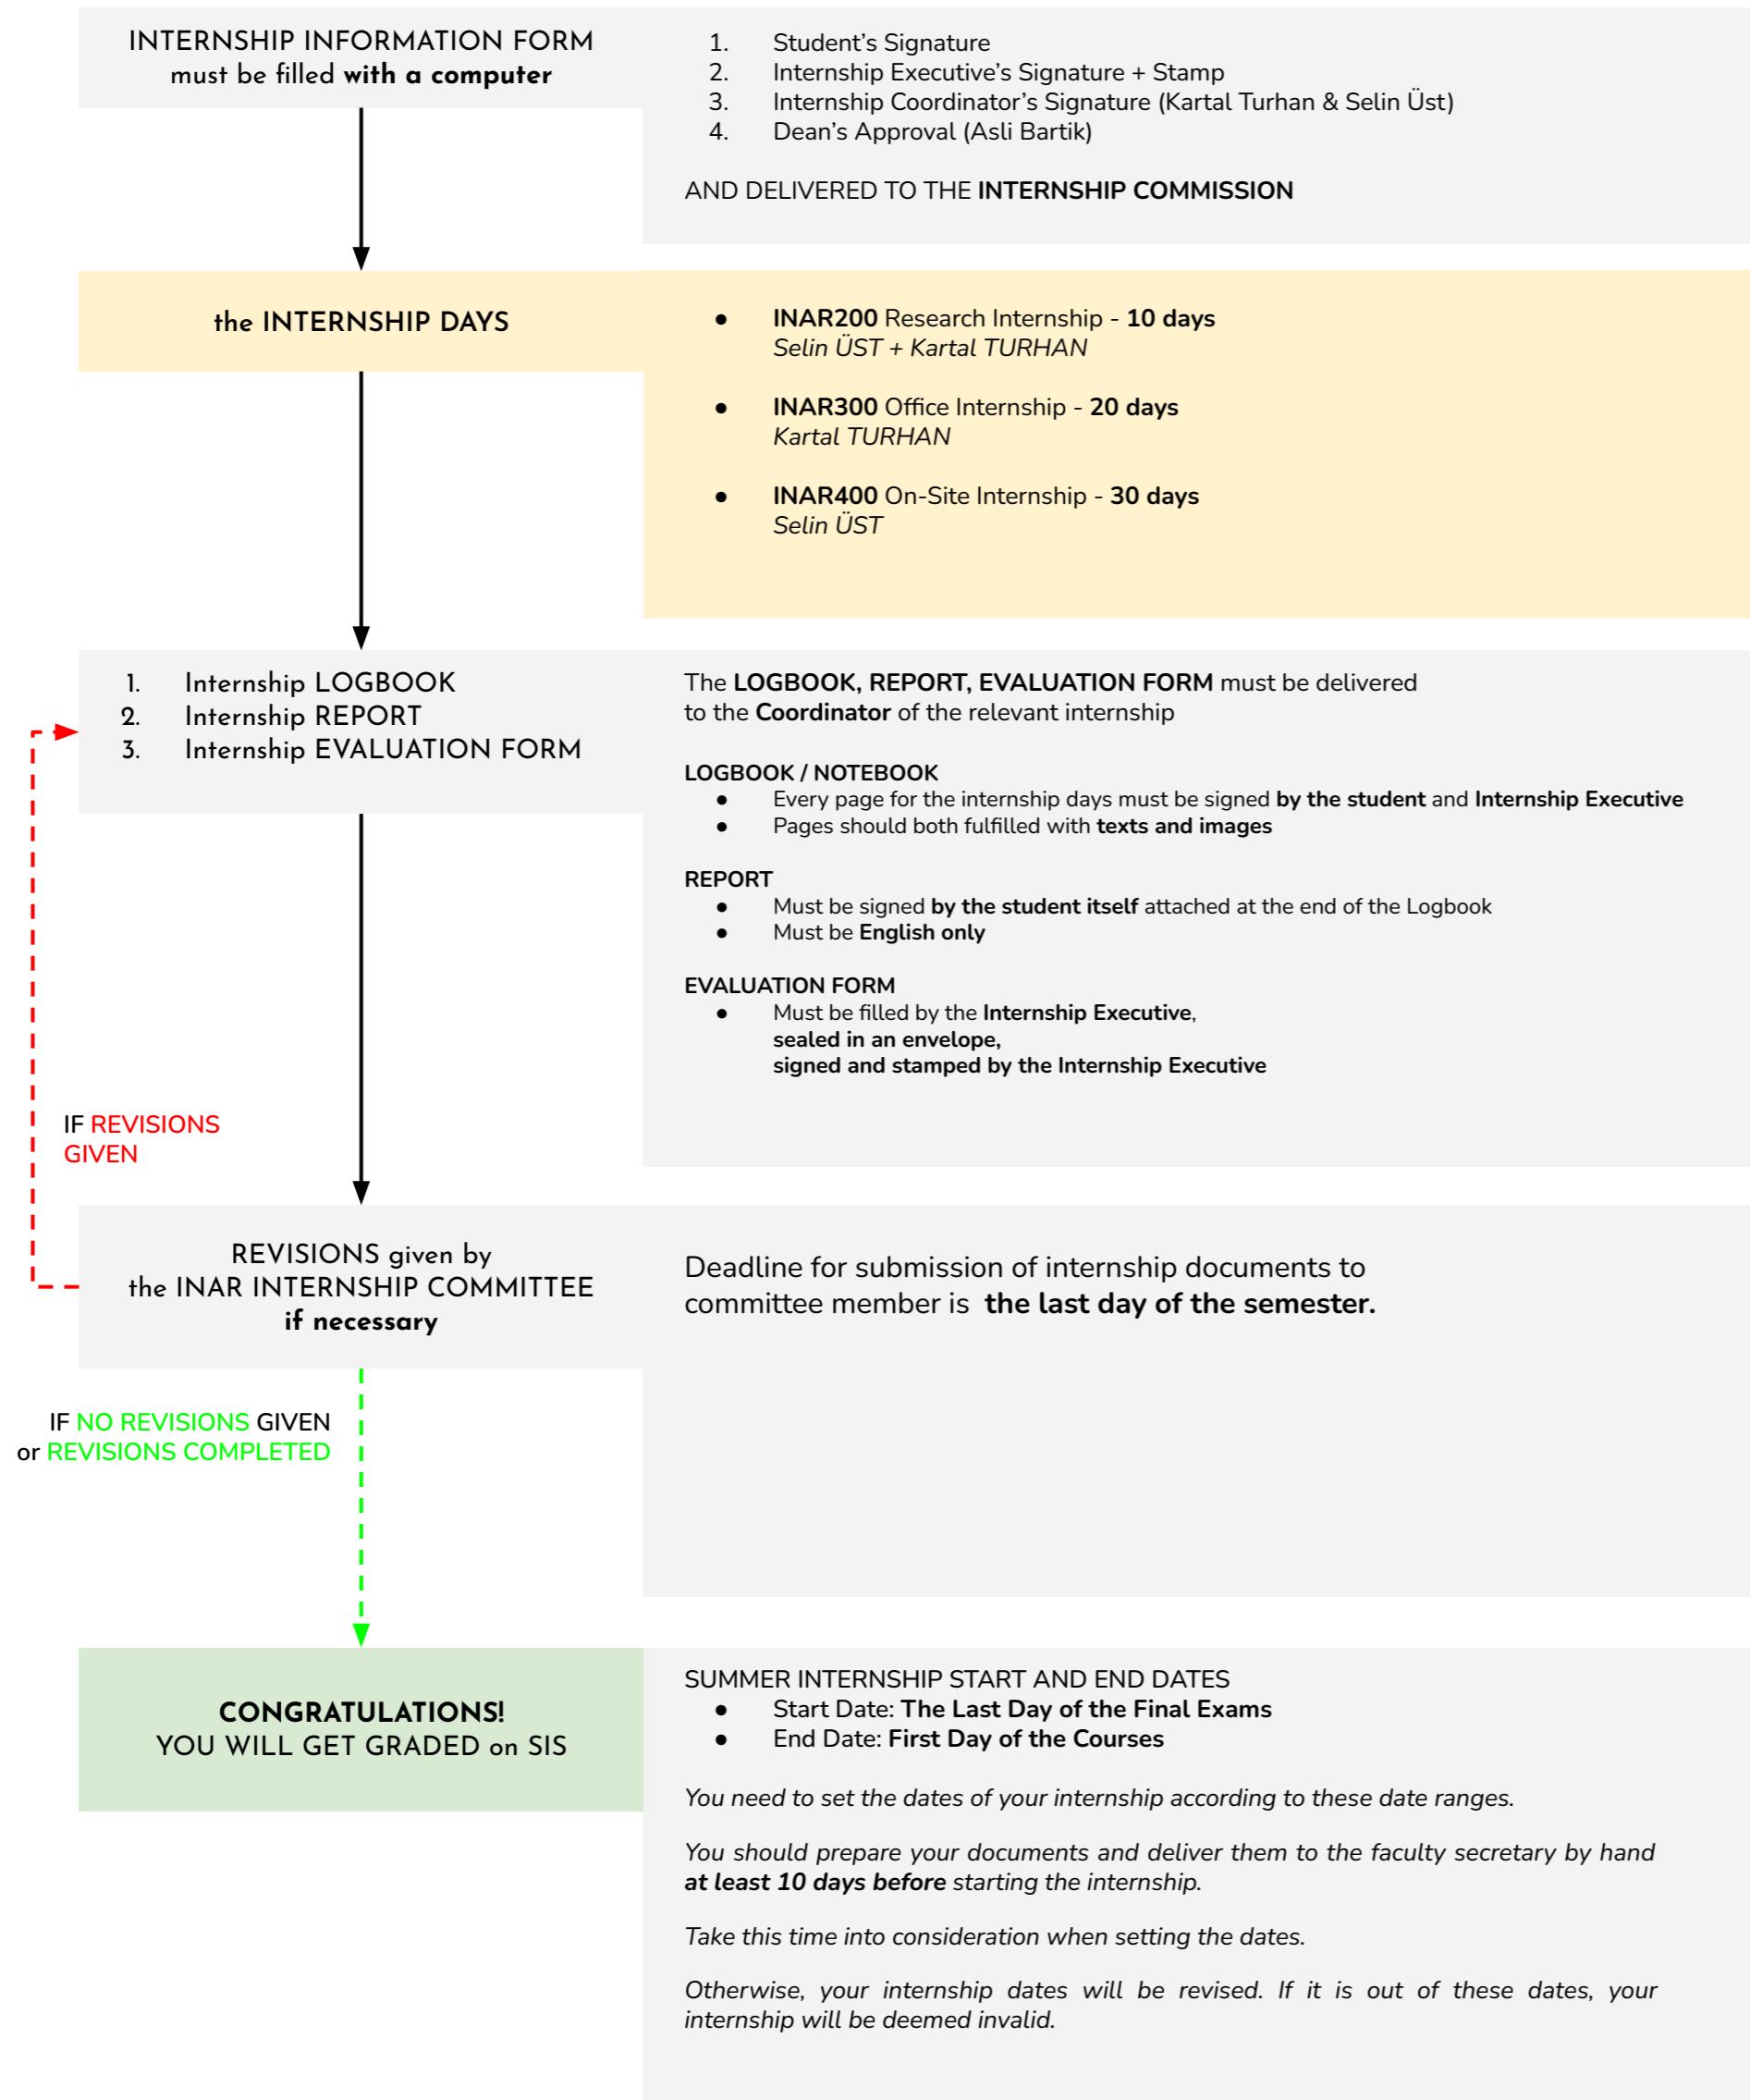 INTERNSHIP INFORMATION FORM
must be filled with a computer
1. Student's Signature
2. Internship Executive's Signature + Stamp
3. Internship Coordinator's Signature (Kartal Turhan & Selin Üst)
4. Dean's Approval (Asli Bartik)
AND DELIVERED TO THE INTERNSHIP COMMISSION
the INTERNSHIP DAYS
● INAR200 Research Internship - 10 days
Selin ÜST + Kartal TURHAN
● INAR300 Office Internship - 20 days
Kartal TURHAN
● INAR400 On-Site Internship - 30 days
Selin ÜST
1. Internship LOGBOOK
2. Internship REPORT
3. Internship EVALUATION FORM
The LOGBOOK, REPORT, EVALUATION FORM must be delivered
to the Coordinator of the relevant internship
LOGBOOK / NOTEBOOK
● Every page for the internship days must be signed by the student and Internship Executive
● Pages should both fulfilled with texts and images
REPORT
● Must be signed by the student itself attached at the end of the Logbook
● Must be English only
EVALUATION FORM
● Must be filled by the Internship Executive,
sealed in an envelope,
signed and stamped by the Internship Executive
IF REVISIONS
GIVEN
REVISIONS given by
the INAR INTERNSHIP COMMITTEE
if necessary
Deadline for submission of internship documents to
committee member is the last day of the semester.
IF NO REVISIONS GIVEN
or REVISIONS COMPLETED
CONGRATULATIONS!
YOU WILL GET GRADED on SIS
SUMMER INTERNSHIP START AND END DATES
● Start Date: The Last Day of the Final Exams
● End Date: First Day of the Courses
You need to set the dates of your internship according to these date ranges.
You should prepare your documents and deliver them to the faculty secretary by hand
at least 10 days before starting the internship.
Take this time into consideration when setting the dates.
Otherwise, your internship dates will be revised. If it is out of these dates, your
internship will be deemed invalid.